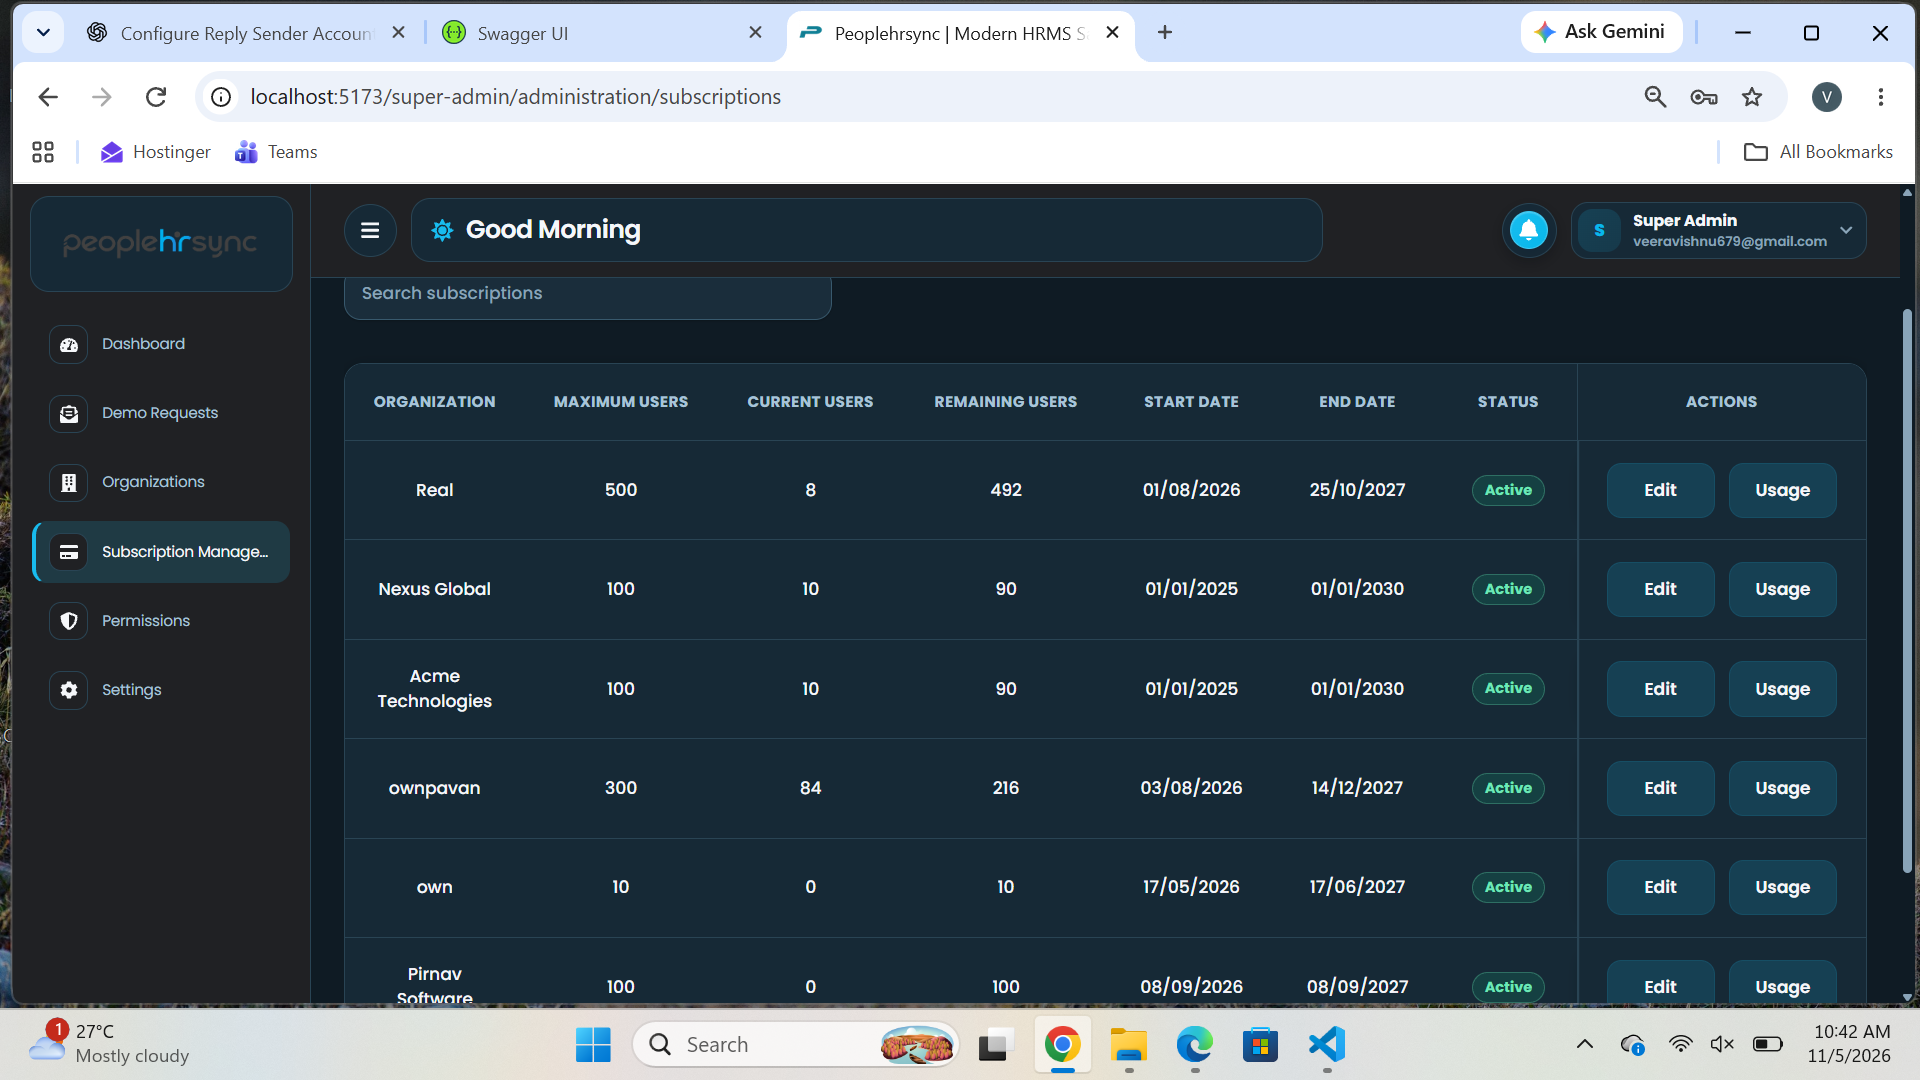 Configure Reply Sender Accoun
Swagger UI
Peoplehrsync | Modern HRMS S
Ask Gemini
localhost:5173/super-admin/administration/subscriptions
V
Hostinger
Teams
All Bookmarks
peoplehrsync
Good Morning
S
Super Admin
veeravishnu679@gmail.com
Dashboard
Demo Requests
Organizations
Subscription Manage...
Permissions
Settings
Search subscriptions
ORGANIZATION MAXIMUM USERS CURRENT USERS REMAINING USERS START DATE END DATE STATUS ACTIONS
Real 500 8 492 01/08/2026 25/10/2027 Active Edit Usage
Nexus Global 100 10 90 01/01/2025 01/01/2030 Active Edit Usage
Acme
Technologies 100 10 90 01/01/2025 01/01/2030 Active Edit Usage
ownpavan 300 84 216 03/08/2026 14/12/2027 Active Edit Usage
own 10 0 10 17/05/2026 17/06/2027 Active Edit Usage
Pirnav
Software 100 0 100 08/09/2026 08/09/2027 Active Edit Usage
1
27°C
Mostly cloudy
Search
10:42 AM
11/5/2026